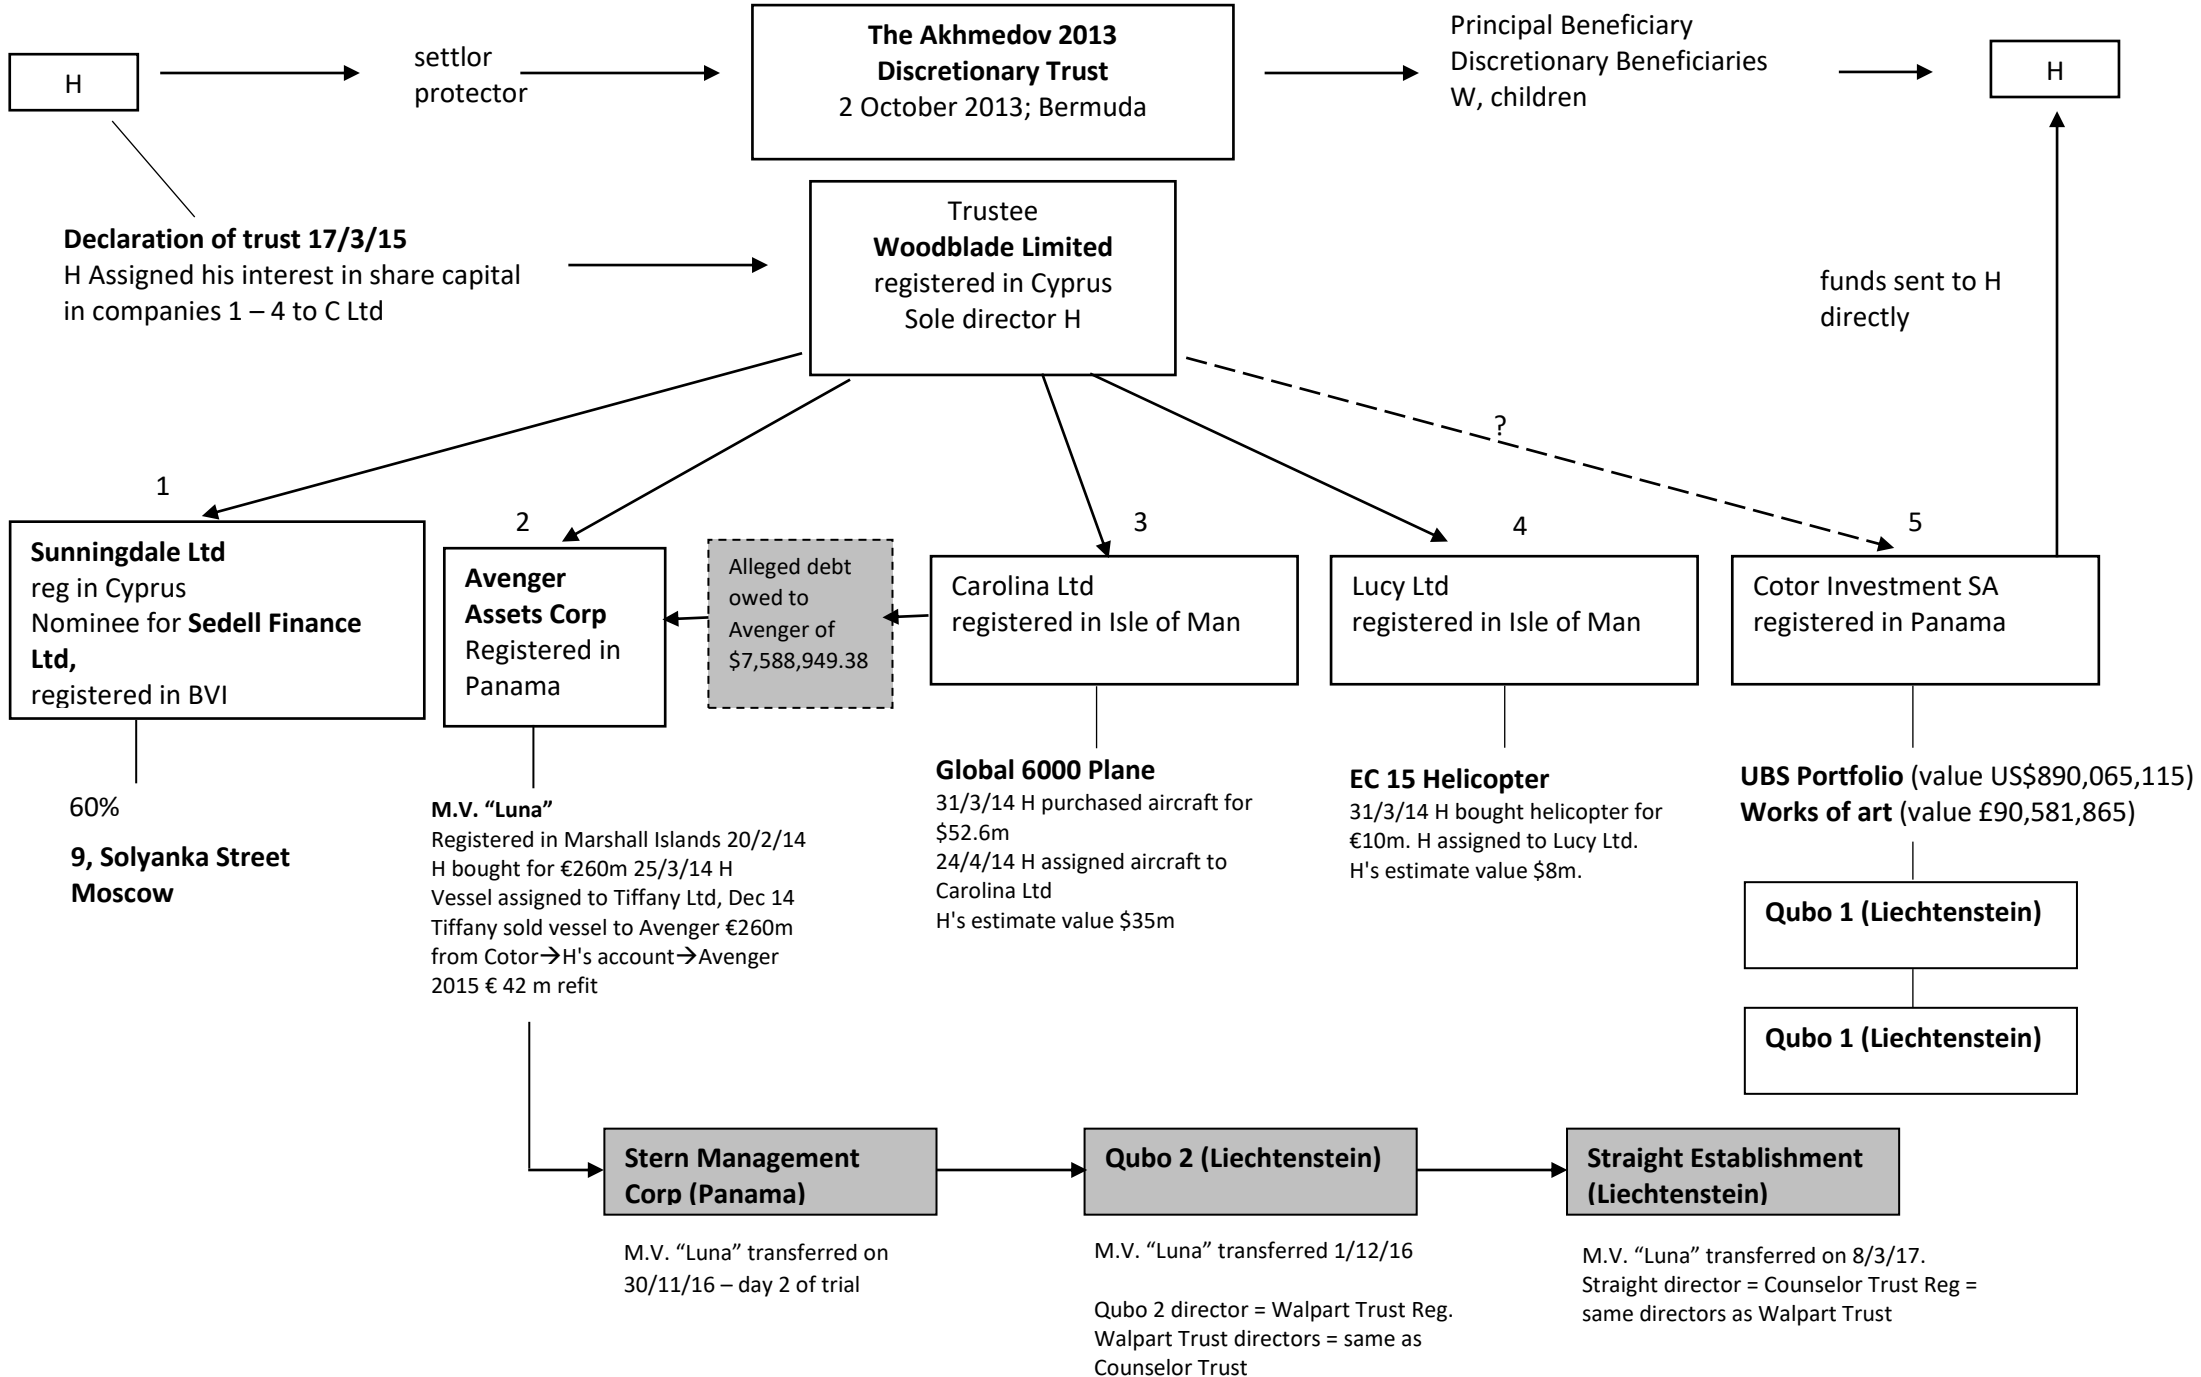 H
settlor
protector
The Akhmedov 2013
Discretionary Trust
2 October 2013; Bermuda
Principal Beneficiary
Discretionary Beneficiaries
W, children
H
Declaration of trust 17/3/15
H Assigned his interest in share capital
in companies 1 – 4 to C Ltd
Trustee
Woodblade Limited
registered in Cyprus
Sole director H
funds sent to H
directly
?
1
2
3
4
5
Sunningdale Ltd
reg in Cyprus
Nominee for Sedell Finance
Ltd,
registered in BVI
Avenger
Assets Corp
Registered in
Panama
Alleged debt
owed to
Avenger of
$7,588,949.38
Carolina Ltd
registered in Isle of Man
Lucy Ltd
registered in Isle of Man
Cotor Investment SA
registered in Panama
60%
9, Solyanka Street
Moscow
M.V. “Luna”
Registered in Marshall Islands 20/2/14
H bought for €260m 25/3/14 H
Vessel assigned to Tiffany Ltd, Dec 14
Tiffany sold vessel to Avenger €260m
from Cotor→H's account→Avenger
2015 € 42 m refit
Global 6000 Plane
31/3/14 H purchased aircraft for
$52.6m
24/4/14 H assigned aircraft to
Carolina Ltd
H's estimate value $35m
EC 15 Helicopter
31/3/14 H bought helicopter for
€10m. H assigned to Lucy Ltd.
H's estimate value $8m.
UBS Portfolio (value US$890,065,115)
Works of art (value £90,581,865)
Qubo 1 (Liechtenstein)
Qubo 1 (Liechtenstein)
Stern Management
Corp (Panama)
Qubo 2 (Liechtenstein)
Straight Establishment
(Liechtenstein)
M.V. “Luna” transferred on
30/11/16 – day 2 of trial
M.V. “Luna” transferred 1/12/16
Qubo 2 director = Walpart Trust Reg.
Walpart Trust directors = same as
Counselor Trust
M.V. “Luna” transferred on 8/3/17.
Straight director = Counselor Trust Reg =
same directors as Walpart Trust